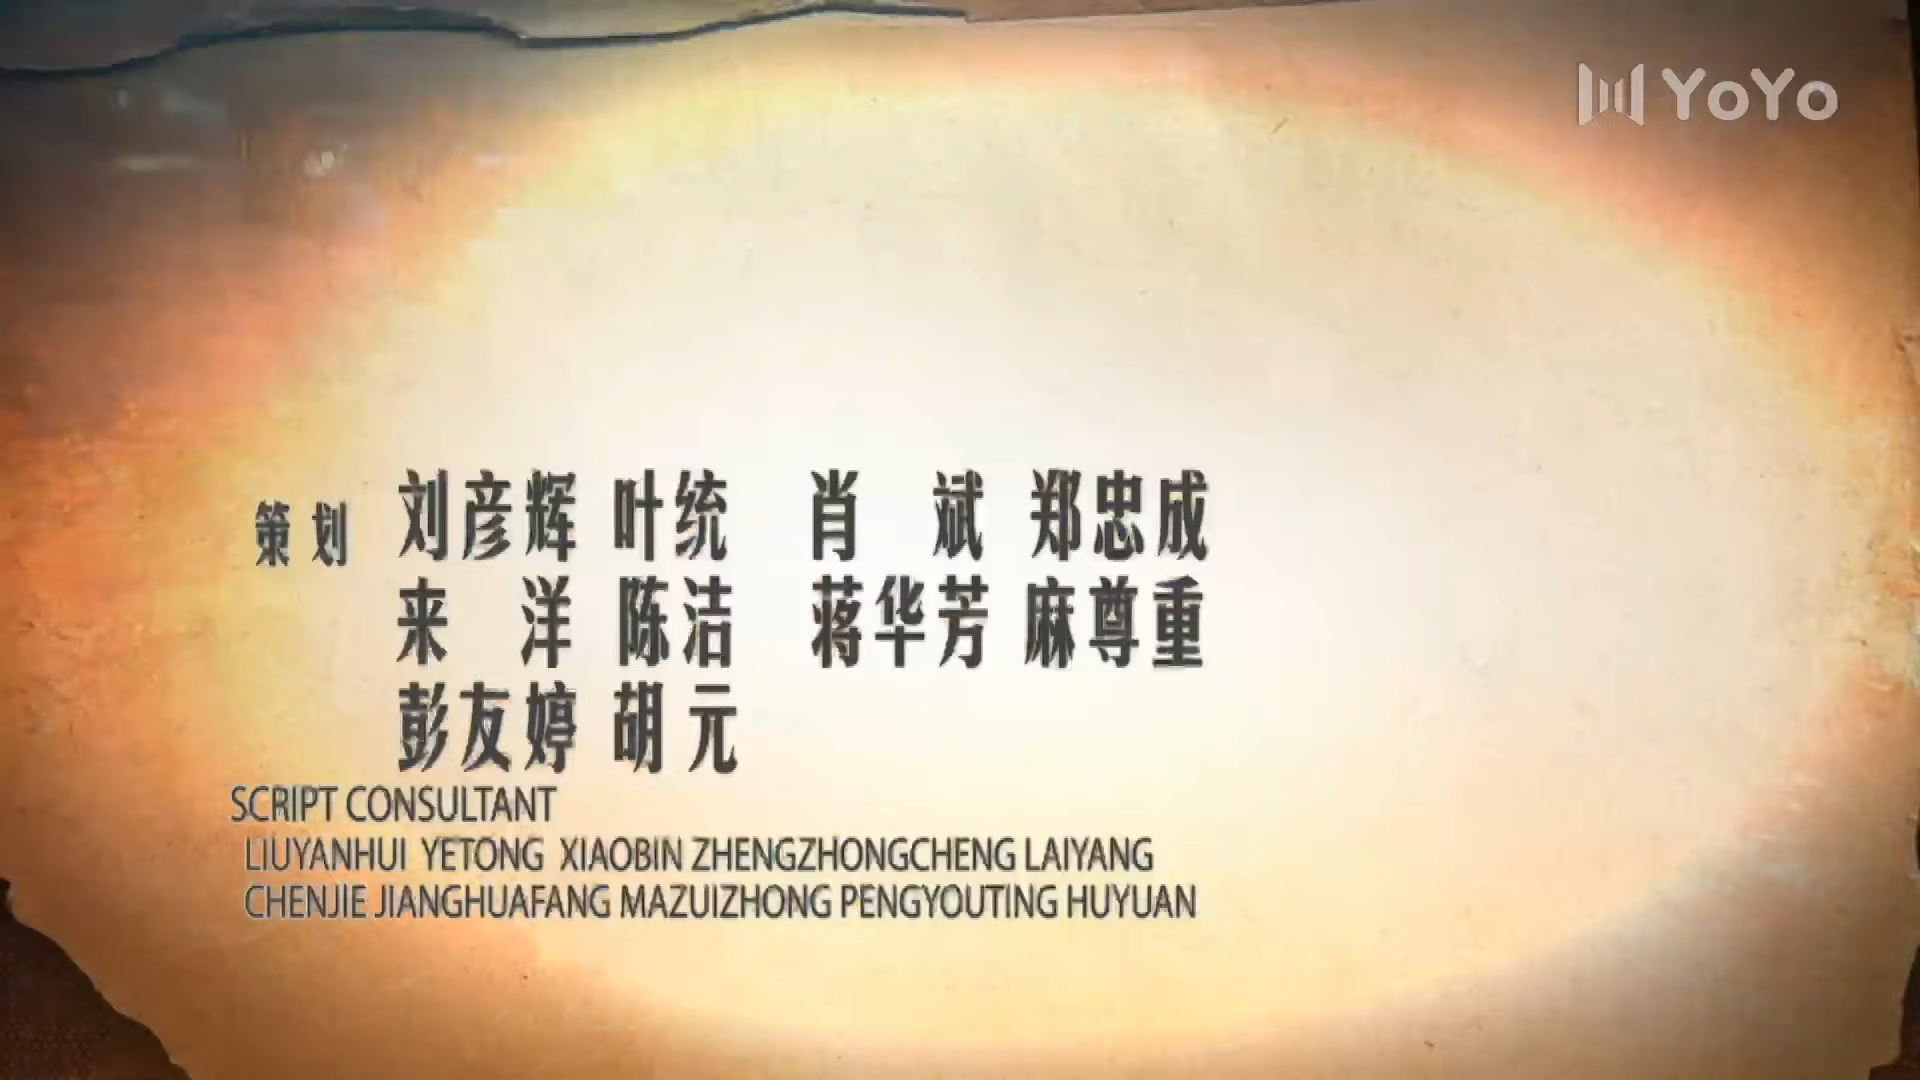 YoYo
策划 刘彦辉 叶统 肖斌 郑忠成
来洋 陈洁 蒋华芳 麻尊重
彭友婷 胡元
SCRIPT CONSULTANT
LIUYANHUI YETONG XIAOBIN ZHENGZHONGCHENG LAIYANG
CHENJIE JIANGHUAFANG MAZUIZHONG PENGYOUTING HUYUAN